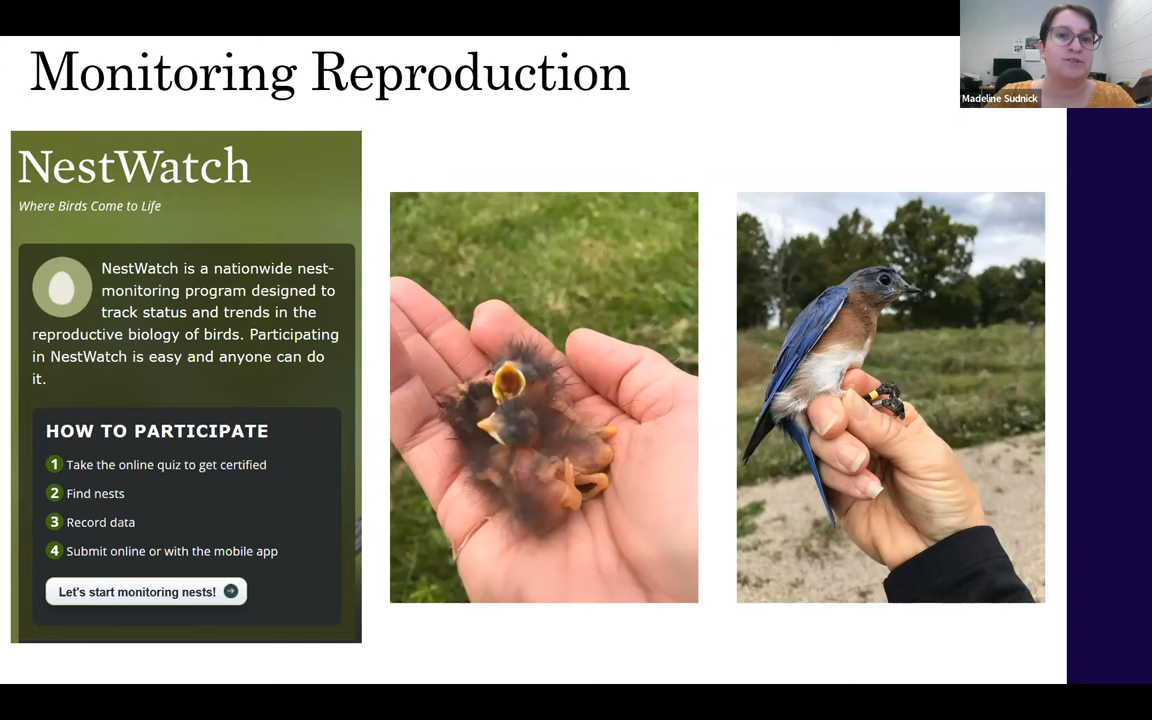 Monitoring Reproduction
Madeline Sudnick
NestWatch
Where Birds Come to Life
NestWatch is a nationwide nest-
monitoring program designed to
track status and trends in the
reproductive biology of birds. Participating
in NestWatch is easy and anyone can do
it.
HOW TO PARTICIPATE
1 Take the online quiz to get certified
2 Find nests
3 Record data
4 Submit online or with the mobile app
Let's start monitoring nests!